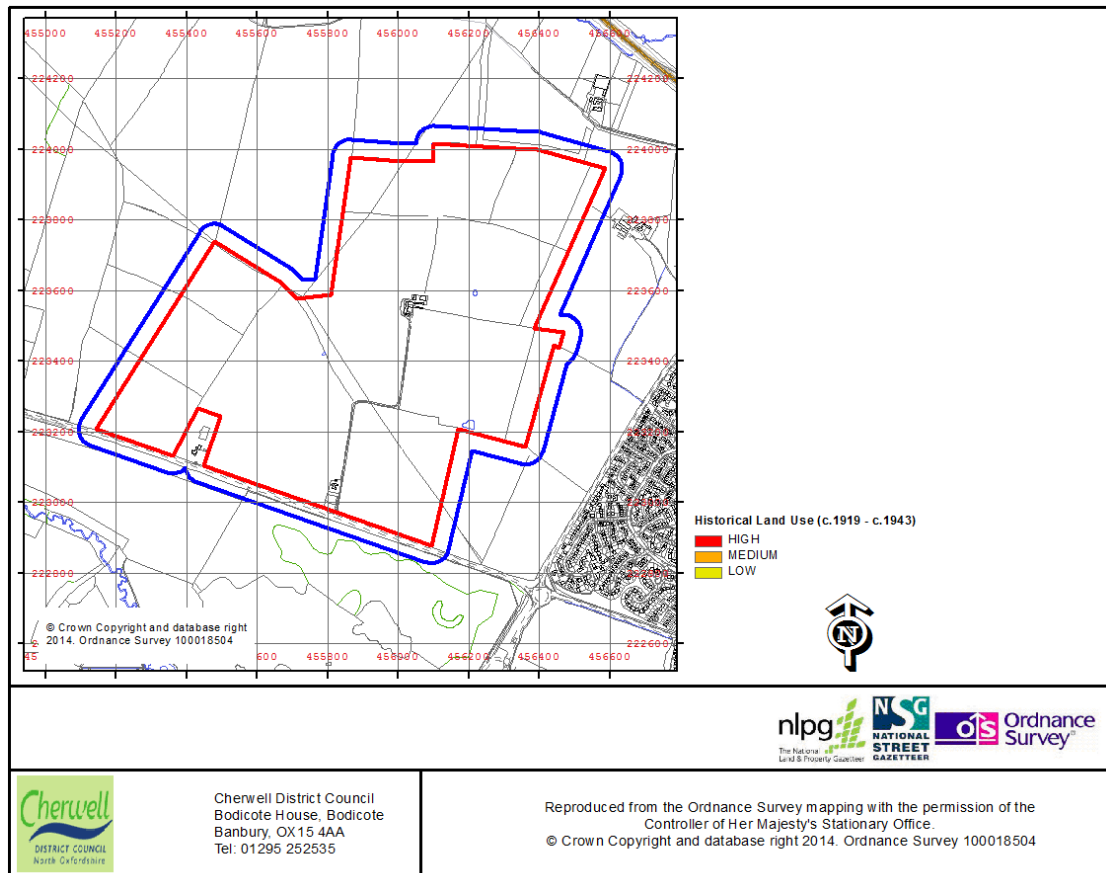 455000 455200 455400 455600 455800 456000 456200 456400 456600
224200 224200
224000 224000
223800 223800
223600 223600
223400 223400
223200
223000
222800
222600
600 455800 456000 456200 456400 456600
© Crown Copyright and database right
2014. Ordnance Survey 100018504
Historical Land Use (c.1919 - c.1943)
HIGH
MEDIUM
LOW
N
nlpg
The National
Land & Property Gazetteer
NSG
NATIONAL
STREET
GAZETTEER
OS
Ordnance
Survey
Cherwell
DISTRICT COUNCIL
North Oxfordshire
Cherwell District Council
Bodicote House, Bodicote
Banbury, OX15 4AA
Tel: 01295 252535
Reproduced from the Ordnance Survey mapping with the permission of the
Controller of Her Majesty's Stationary Office.
© Crown Copyright and database right 2014. Ordnance Survey 100018504